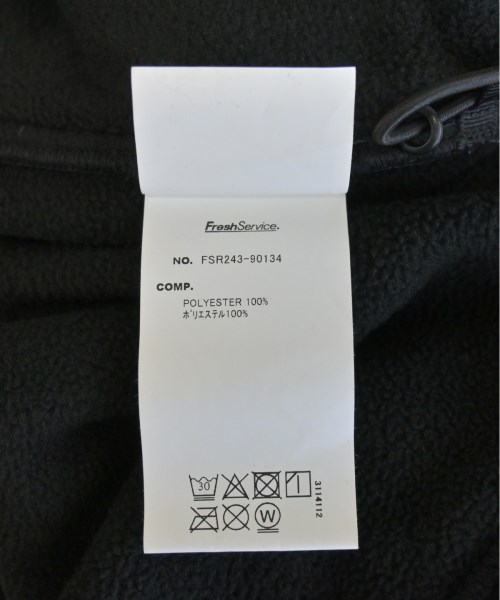 FreshService.
NO. FSR243-90134
COMP.
POLYESTER 100%
ポリエステル100%
30
W
3114112